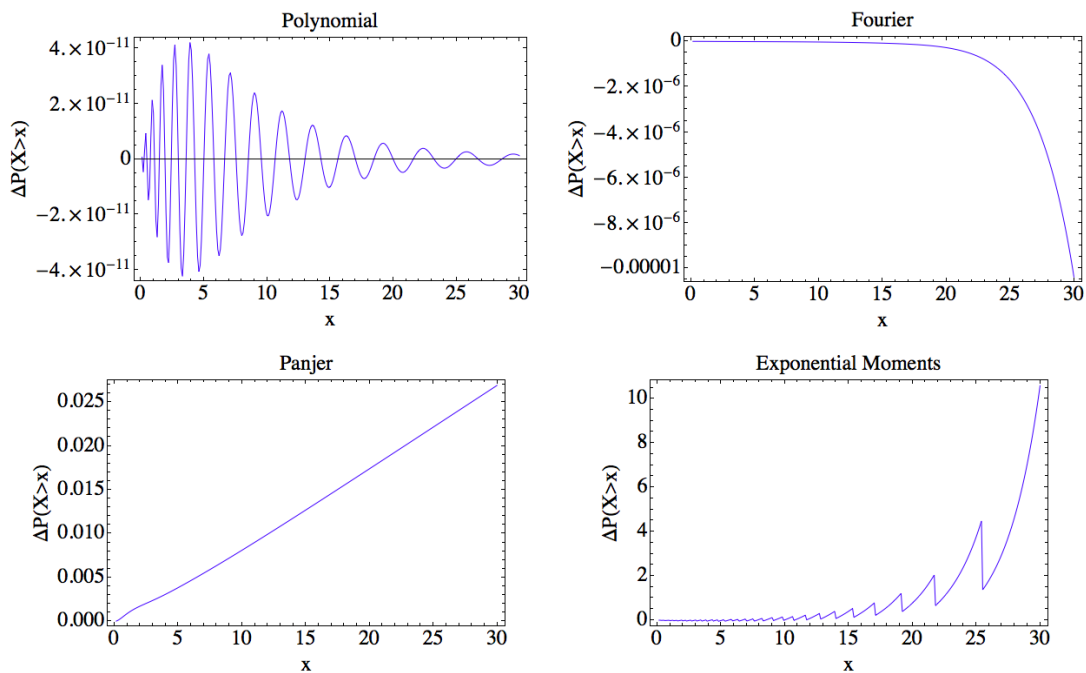 Polynomial
4.×10−11
2.×10−11
0
−2.×10−11
−4.×10−11
ΔP(X>x)
0 5 10 15 20 25 30
x
Fourier
0
−2.×10−6
−4.×10−6
−6.×10−6
−8.×10−6
−0.00001
ΔP(X>x)
0 5 10 15 20 25 30
x
Panjer
0.025
0.020
0.015
0.010
0.005
0.000
ΔP(X>x)
0 5 10 15 20 25 30
x
Exponential Moments
10
8
6
4
2
0
ΔP(X>x)
0 5 10 15 20 25 30
x